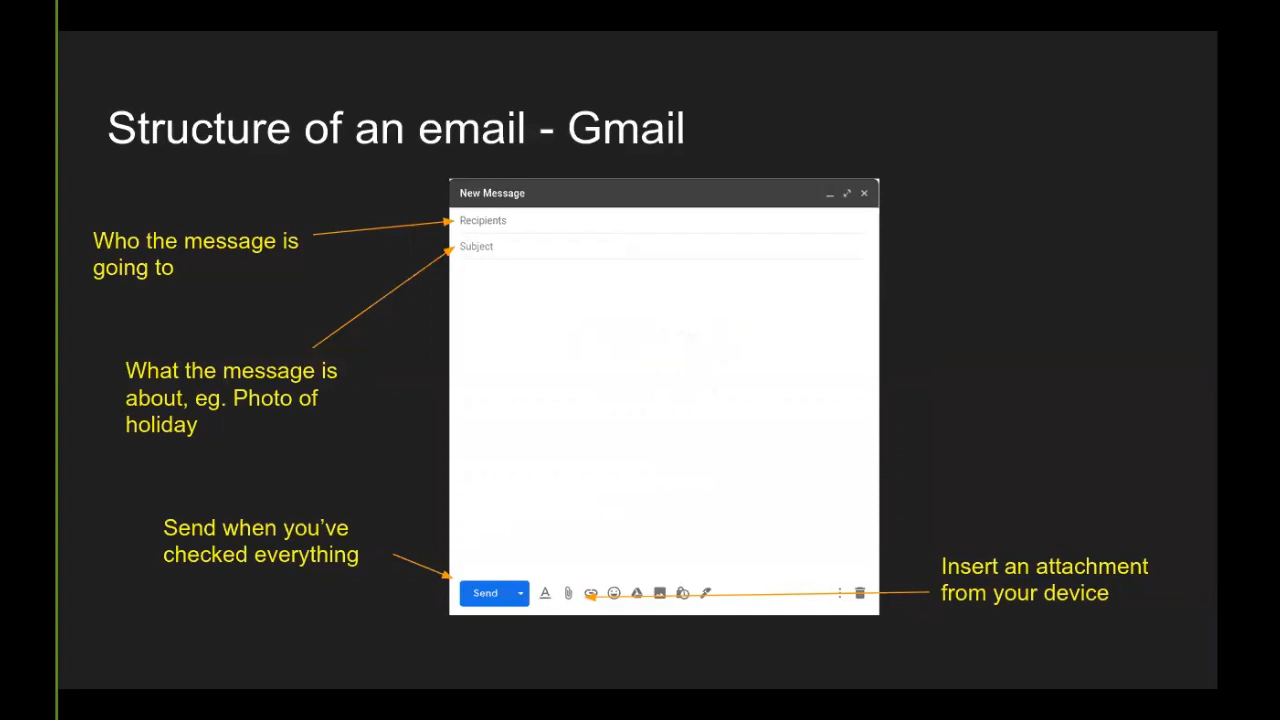 Structure of an email - Gmail
New Message
Recipients
Subject
Who the message is
going to
What the message is
about, eg. Photo of
holiday
Send when you’ve
checked everything
Send
Insert an attachment
from your device